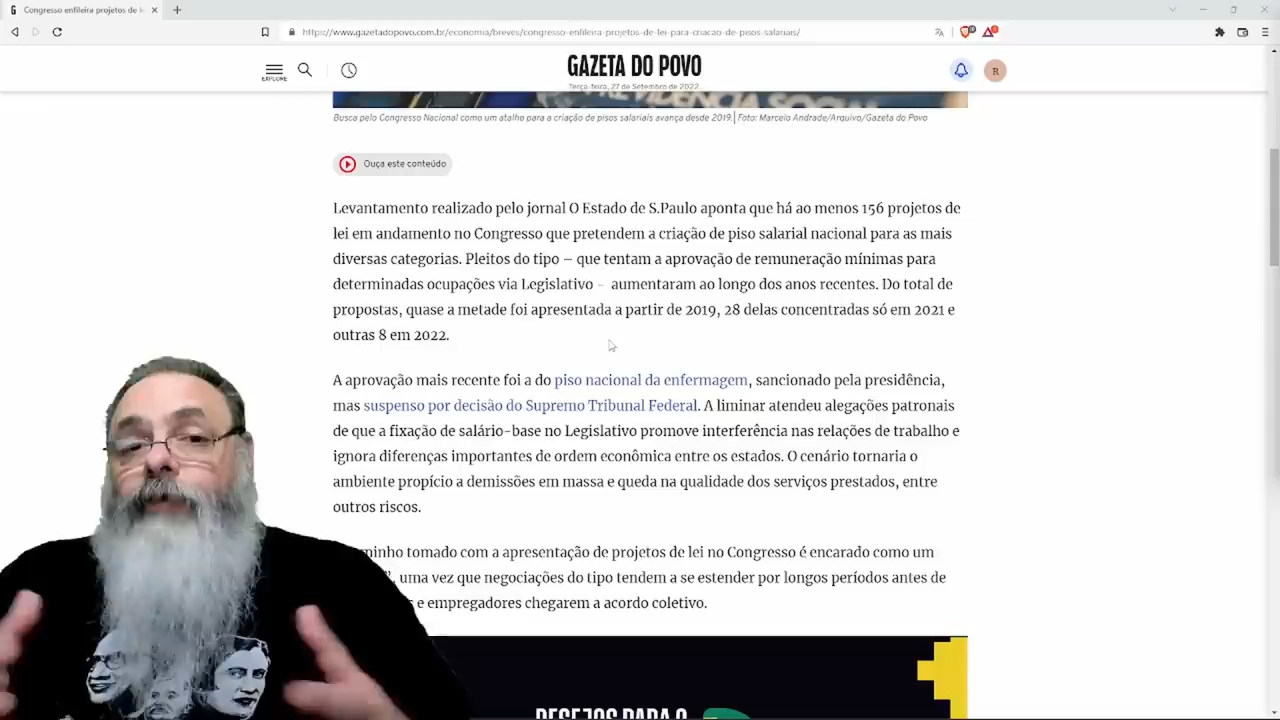 Congresso enfileira projetos de le
https://www.gazetadopovo.com.br/economia/breves/congresso-enfileira-projetos-de-lei-para-criacao-de-pisos-salariais/
EXPLORE
GAZETA DO POVO
Terça-feira, 27 de Setembro de 2022.
R
PREVIDÊNCIA SOCIAL
Busca pelo Congresso Nacional como um atalho para a criação de pisos salariais avança desde 2019.| Foto: Marcelo Andrade/Arquivo/Gazeta do Povo
Ouça este conteúdo
Levantamento realizado pelo jornal O Estado de S.Paulo aponta que há ao menos 156 projetos de
lei em andamento no Congresso que pretendem a criação de piso salarial nacional para as mais
diversas categorias. Pleitos do tipo – que tentam a aprovação de remuneração mínimas para
determinadas ocupações via Legislativo - aumentaram ao longo dos anos recentes. Do total de
propostas, quase a metade foi apresentada a partir de 2019, 28 delas concentradas só em 2021 e
outras 8 em 2022.
A aprovação mais recente foi a do piso nacional da enfermagem, sancionado pela presidência,
mas suspenso por decisão do Supremo Tribunal Federal. A liminar atendeu alegações patronais
de que a fixação de salário-base no Legislativo promove interferência nas relações de trabalho e
ignora diferenças importantes de ordem econômica entre os estados. O cenário tornaria o
ambiente propício a demissões em massa e queda na qualidade dos serviços prestados, entre
outros riscos.
tomado com a apresentação de projetos de lei no Congresso é encarado como um
”, uma vez que negociações do tipo tendem a se estender por longos períodos antes de
e empregadores chegarem a acordo coletivo.
DESEJOS PARA O